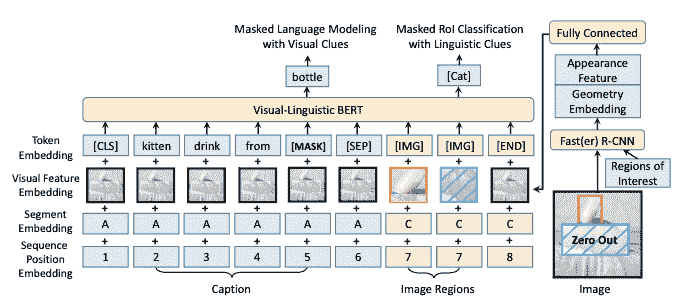 Masked Language Modeling
with Visual Clues
Masked RoI Classification
with Linguistic Clues
Fully Connected
bottle
[Cat]
Appearance
Feature
Geometry
Embedding
Visual-Linguistic BERT
Fast(er) R-CNN
Token
Embedding
[CLS] kitten drink from [MASK] [SEP] [IMG] [IMG] [END]
+ + + + + + + + +
Regions of
Interest
Visual Feature
Embedding
+ + + + + + + + +
Segment
Embedding
A A A A A A C C C
Zero Out
+ + + + + + + + +
Sequence
Position
Embedding
1 2 3 4 5 6 7 7 8
Caption
Image Regions
Image